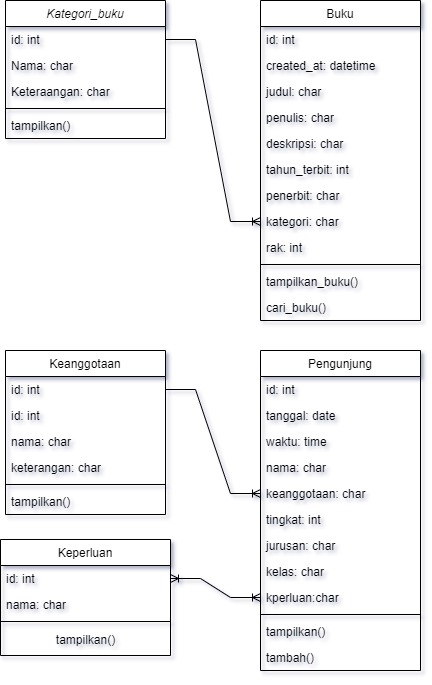 Kategori_buku
id: int
Nama: char
Keteraangan: char
tampilkan()
Buku
id: int
created_at: datetime
judul: char
penulis: char
deskripsi: char
tahun_terbit: int
penerbit: char
kategori: char
rak: int
tampilkan_buku()
cari_buku()
Keanggotaan
id: int
id: int
nama: char
keterangan: char
tampilkan()
Pengunjung
id: int
tanggal: date
waktu: time
nama: char
keanggotaan: char
tingkat: int
jurusan: char
kelas: char
kperluan:char
tampilkan()
tambah()
Keperluan
id: int
nama: char
tampilkan()